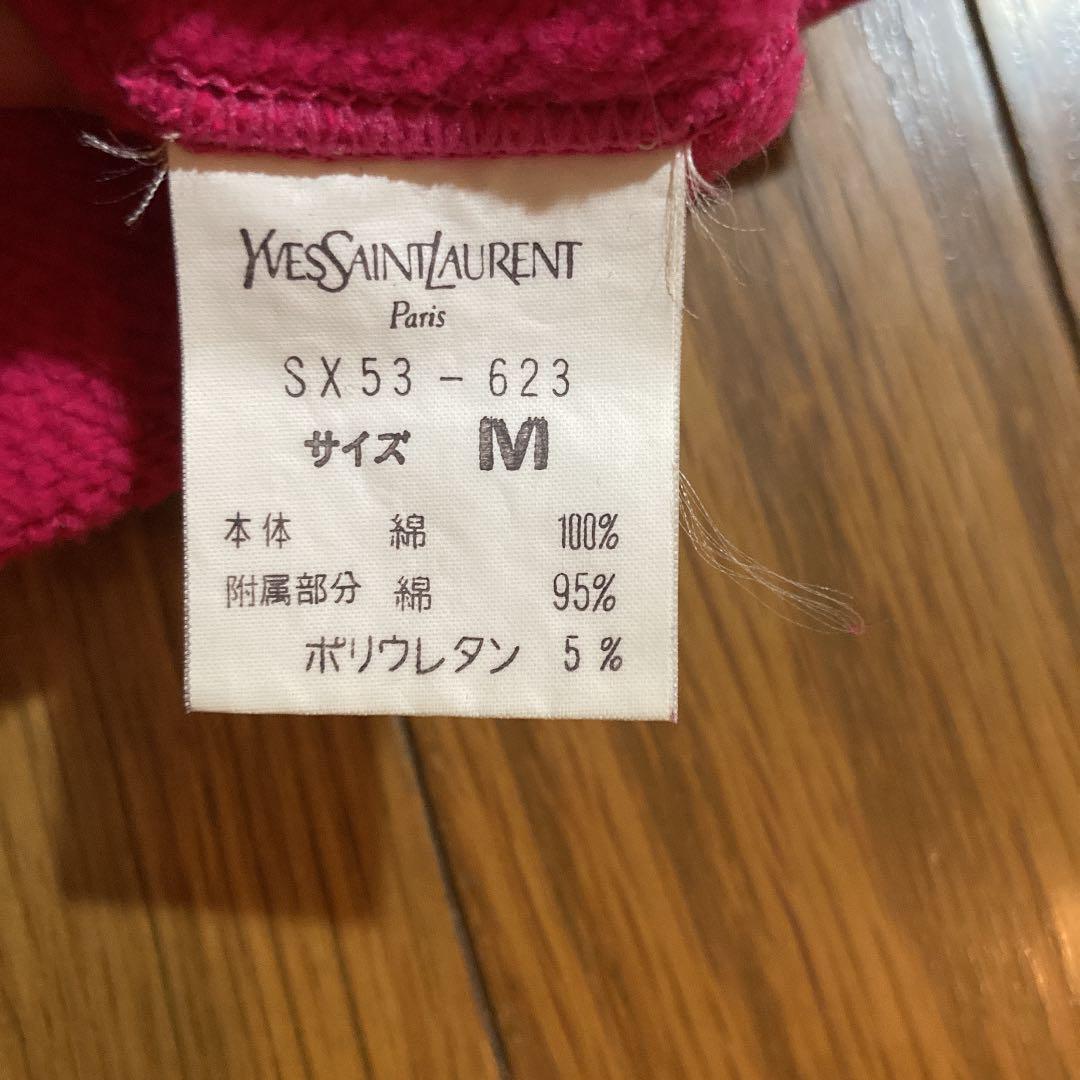 YVESSAINTLAURENT
Paris
SX53-623
サイズ M
本体 綿 100%
附属部分 綿 95%
ポリウレタン 5%